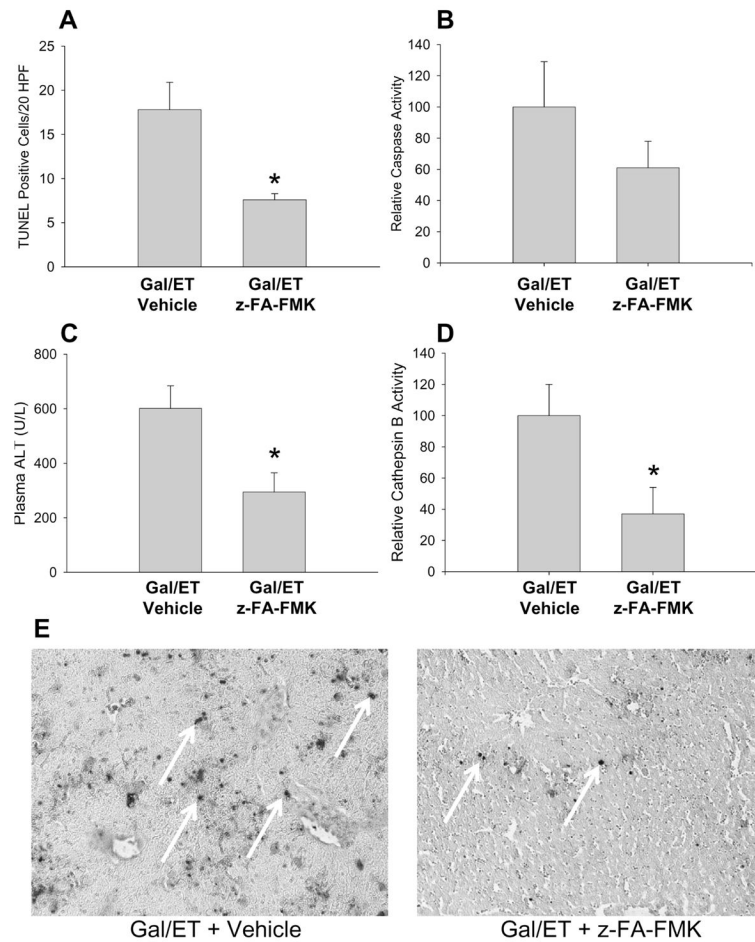 A
TUNEL Positive Cells/20 HPF
25
20
15
10
5
0
*
Gal/ET Gal/ET
Vehicle z-FA-FMK
B
Relative Caspase Activity
140
120
100
80
60
40
20
0
Gal/ET Gal/ET
Vehicle z-FA-FMK
C
Plasma ALT (U/L)
800
600
400
200
0
*
Gal/ET Gal/ET
Vehicle z-FA-FMK
D
Relative Cathepsin B Activity
140
120
100
80
60
40
20
0
*
Gal/ET Gal/ET
Vehicle z-FA-FMK
E
Gal/ET + Vehicle
Gal/ET + z-FA-FMK